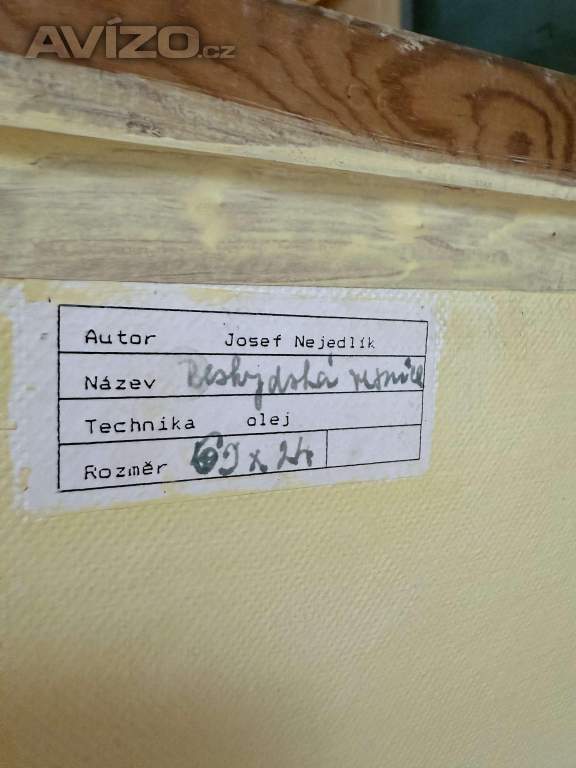 AVÍZO.cz
Autor Josef Nejedlík
Název Beskydská vesnice
Technika olej
Rozměr 69 x 24